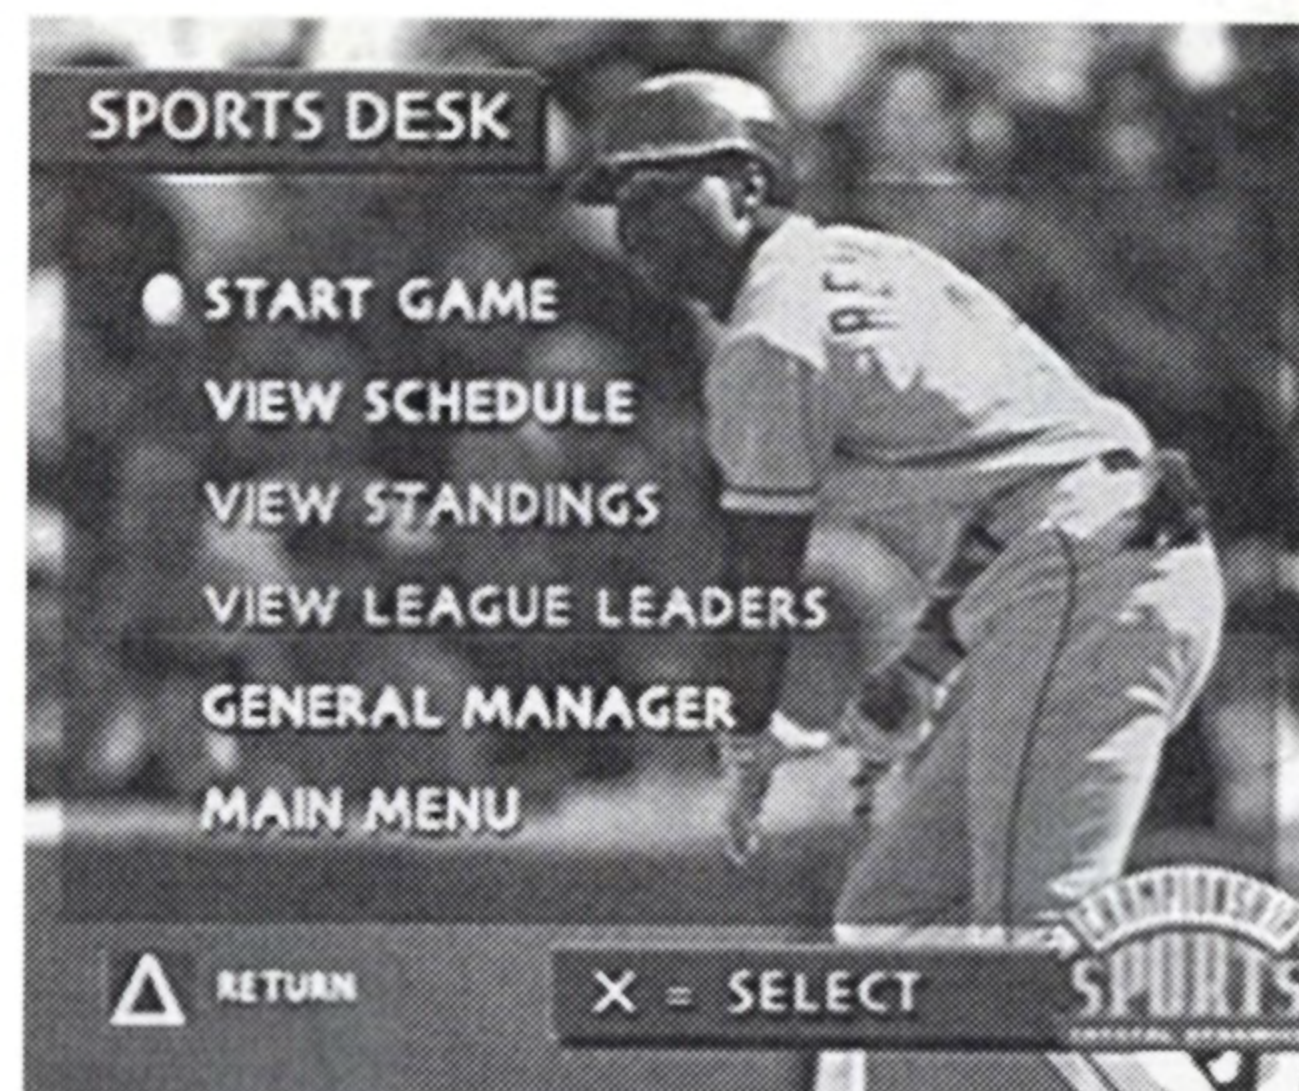 SPORTS DESK
START GAME
VIEW SCHEDULE
VIEW STANDINGS
VIEW LEAGUE LEADERS
GENERAL MANAGER
MAIN MENU
△ RETURN
X = SELECT
SPORTS